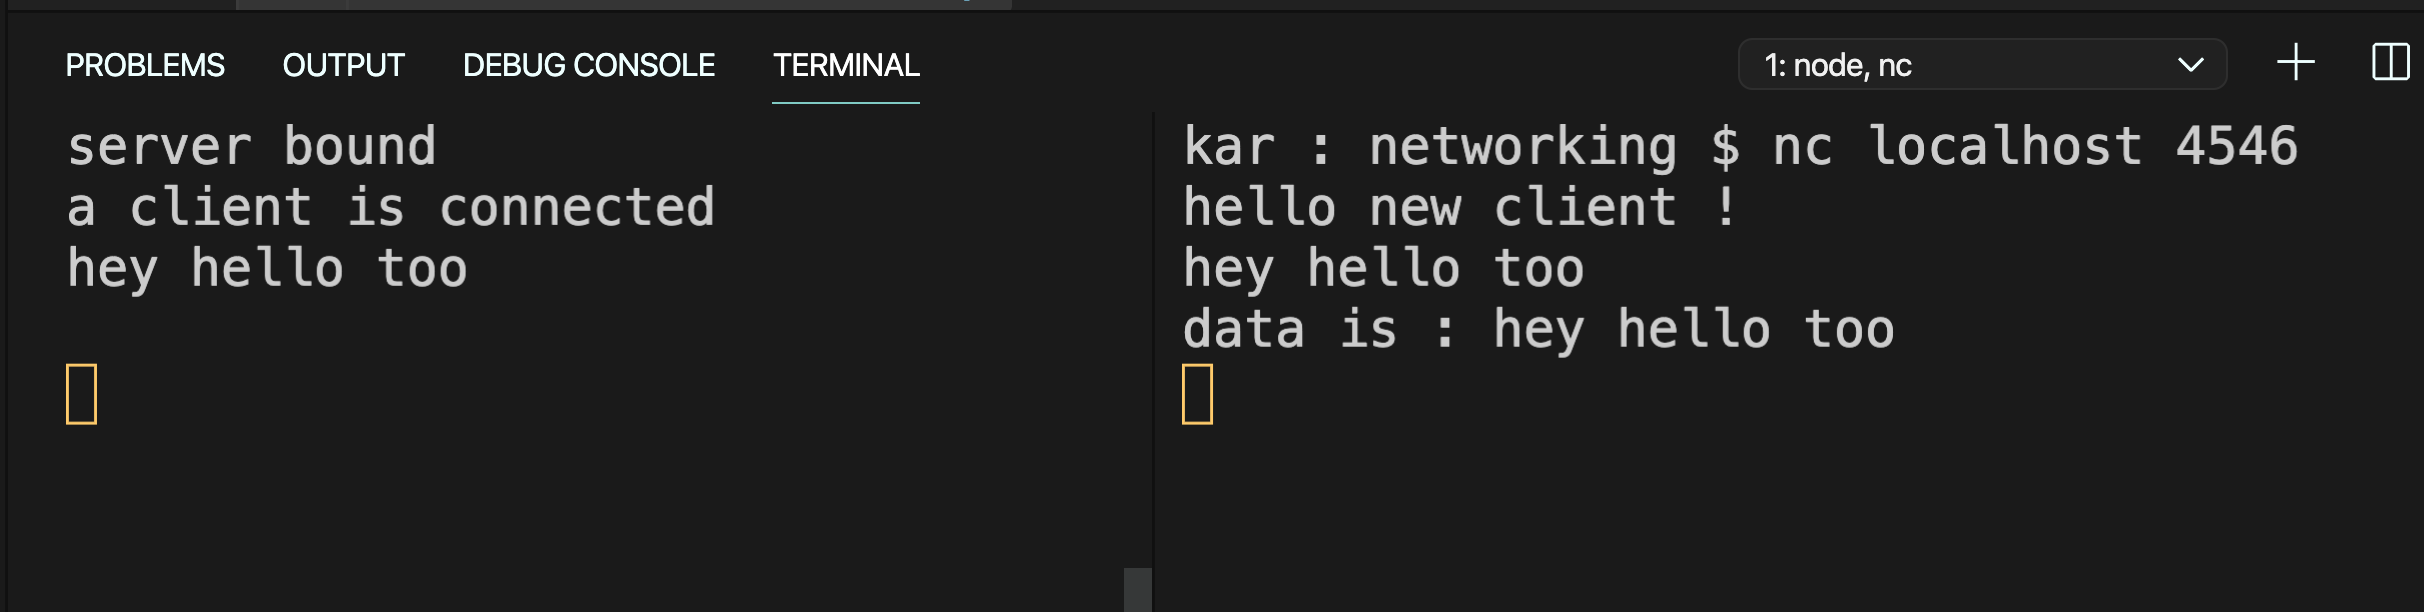 PROBLEMS OUTPUT DEBUG CONSOLE TERMINAL 1: node, nc
server bound
a client is connected
hey hello too
kar : networking $ nc localhost 4546
hello new client !
hey hello too
data is : hey hello too